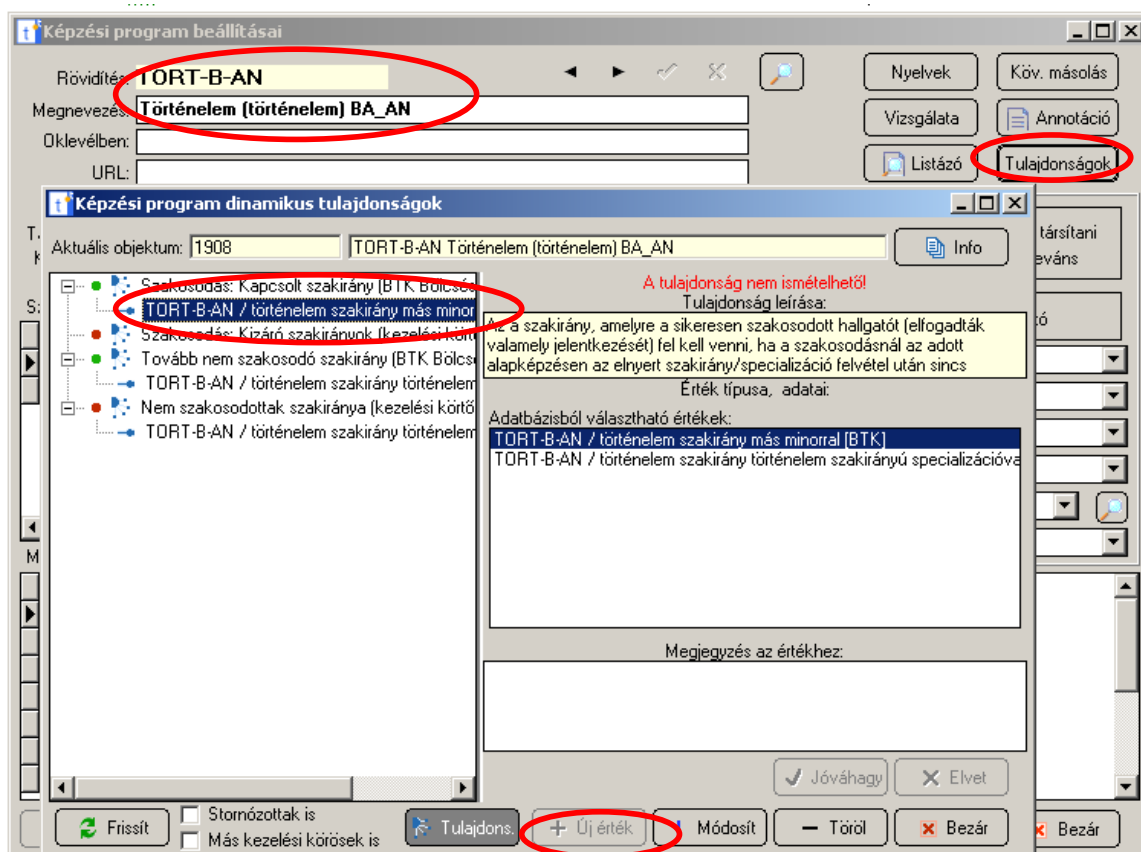 Képzési program beállításai
Rövidítés: TORT-B-AN
Nyelvek
Köv. másolás
Megnevezés: Történelem (történelem) BA_AN
Vizsgálata
Annotáció
Oklevélben:
URL:
Listázó
Tulajdonságok
Képzési program dinamikus tulajdonságok
Aktuális objektum: 1908
TORT-B-AN Történelem (történelem) BA_AN
Info
társítani
eváns
Szakosodás: Kapcsolt szakirány (BTK Bölcsés
TORT-B-AN / történelem szakirány más minor
Szakosodás: Kizáró szakirányok (kezelési körtő
Tovább nem szakosodó szakirány (BTK Bölcs
TORT-B-AN / történelem szakirány történelem
Nem szakosodottak szakiránya (kezelési körtő
TORT-B-AN / történelem szakirány történelem
A tulajdonság nem ismételhető!
Tulajdonság leírása:
Az a szakirány, amelyre a sikeresen szakosodott hallgatót (elfogadták
valamely jelentkezését) fel kell venni, ha a szakosodásnál az adott
alapképzésen az elnyert szakirány/specializáció felvétel után sincs
Érték típusa, adatai:
Adatbázisból választható értékek:
TORT-B-AN / történelem szakirány más minorral [BTK]
TORT-B-AN / történelem szakirány történelem szakirányú specializációva
Megjegyzés az értékhez:
Jóváhagy
Elvet
Frissít
Stornózottak is
Más kezelési körösek is
Tulajdons.
Új érték
Módosít
Töröl
Bezár
Bezár